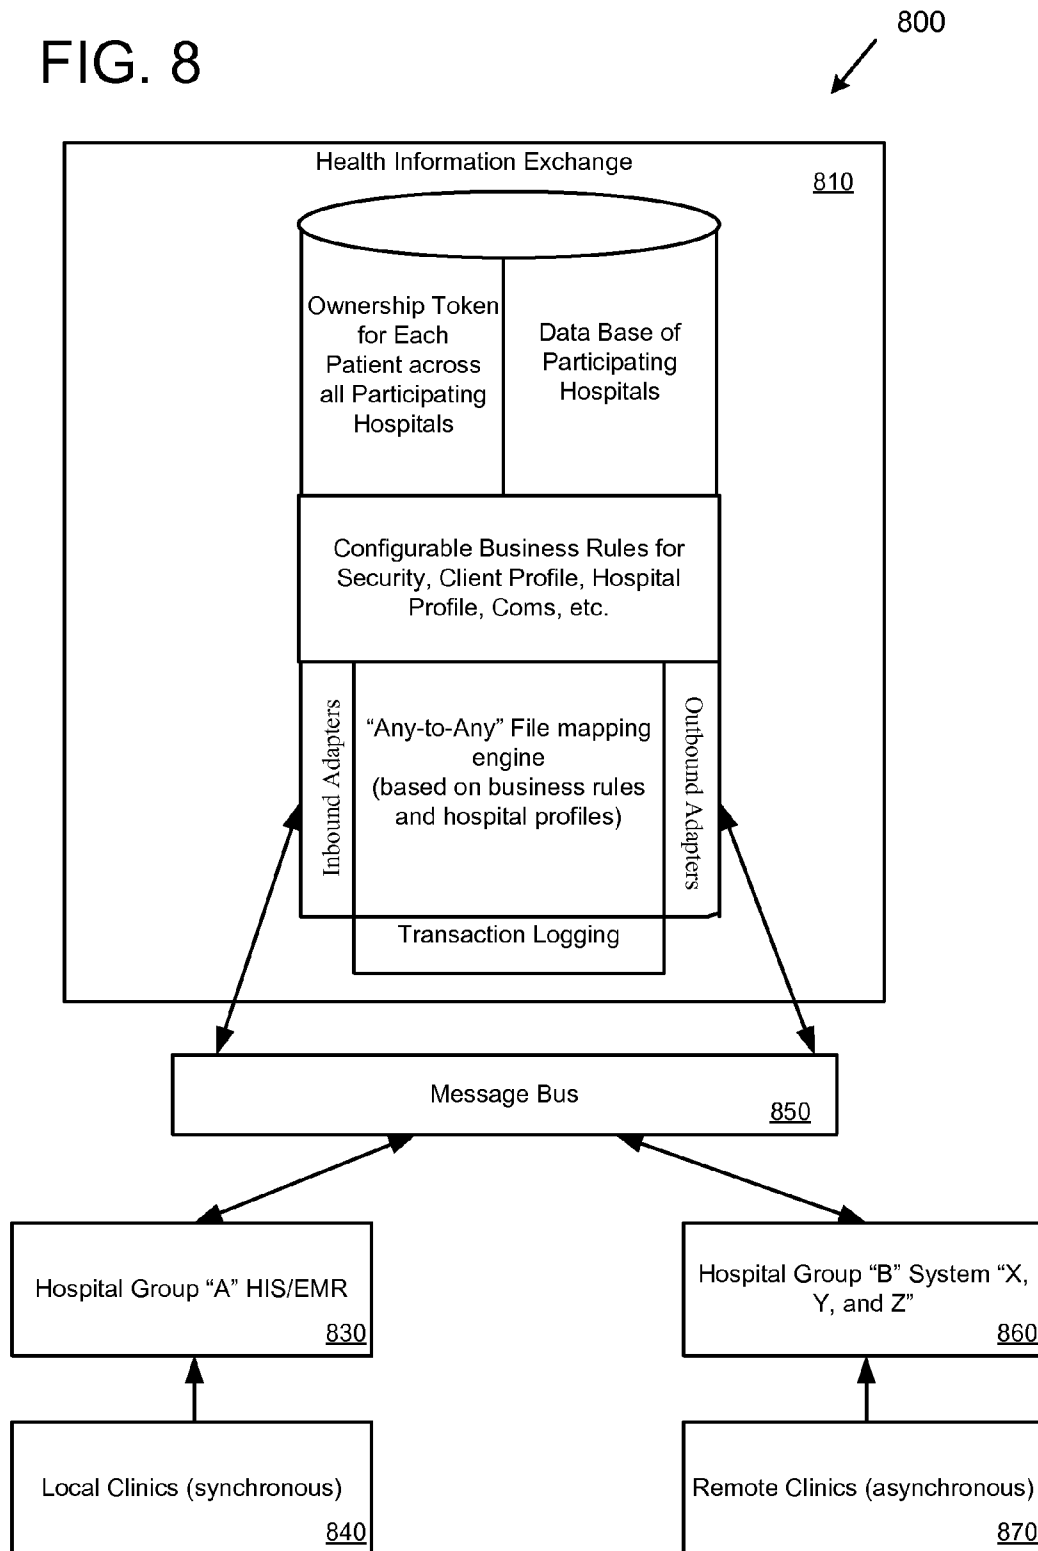 FIG. 8
800
Health Information Exchange
810
Ownership Token
for Each
Patient across
all Participating
Hospitals
Data Base of
Participating
Hospitals
Configurable Business Rules for
Security, Client Profile, Hospital
Profile, Coms, etc.
Inbound Adapters
“Any-to-Any” File mapping
engine
(based on business rules
and hospital profiles)
Outbound Adapters
Transaction Logging
Message Bus
850
Hospital Group “A” HIS/EMR
830
Hospital Group “B” System “X,
Y, and Z”
860
Local Clinics (synchronous)
840
Remote Clinics (asynchronous)
870